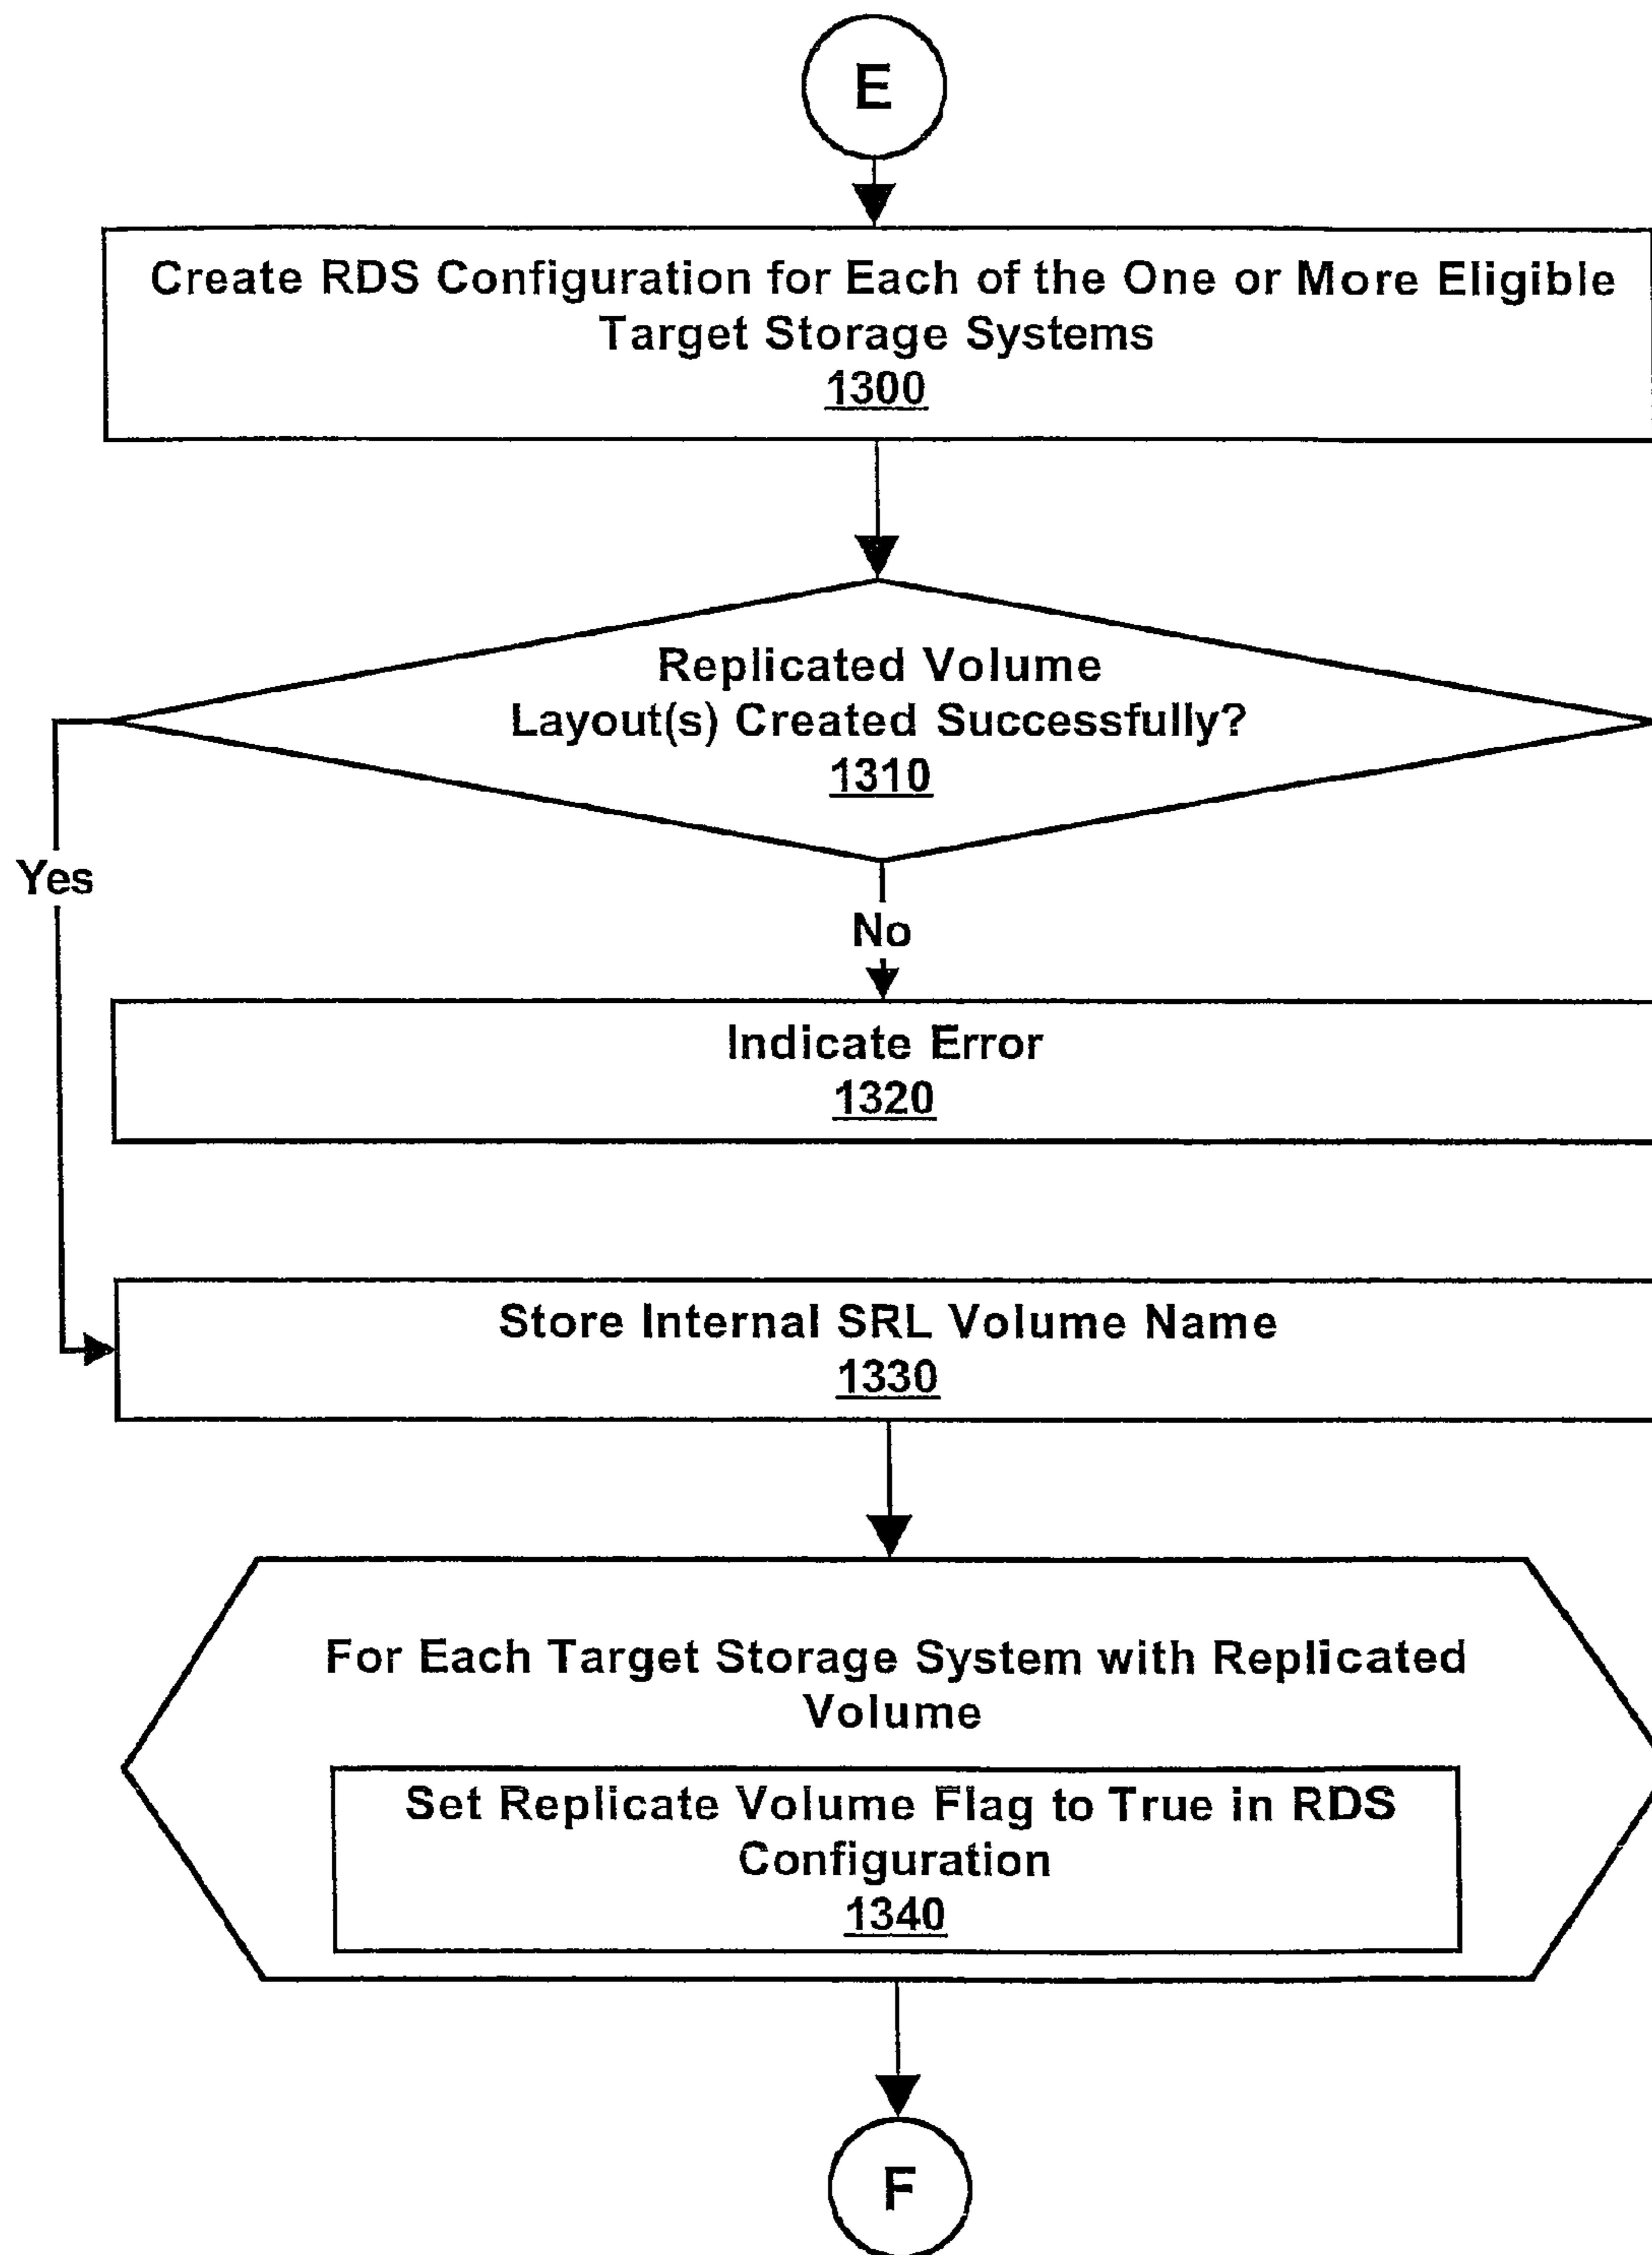 E
Create RDS Configuration for Each of the One or More Eligible
Target Storage Systems
1300
Replicated Volume
Layout(s) Created Successfully?
1310
Yes
No
Indicate Error
1320
Store Internal SRL Volume Name
1330
For Each Target Storage System with Replicated
Volume
Set Replicate Volume Flag to True in RDS
Configuration
1340
F